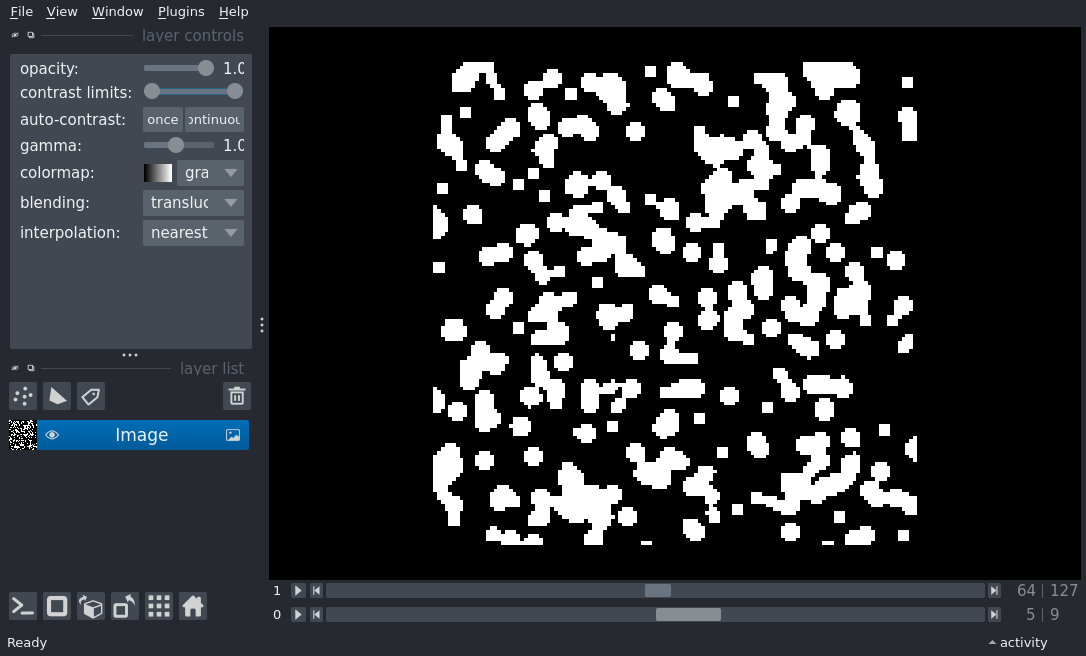 File View Window Plugins Help
layer controls
opacity: 1.0
contrast limits:
auto-contrast: once ontinuou
gamma: 1.0
colormap: gra
blending: transluc
interpolation: nearest
layer list
Image
1 64 | 127
0 5 | 9
Ready activity